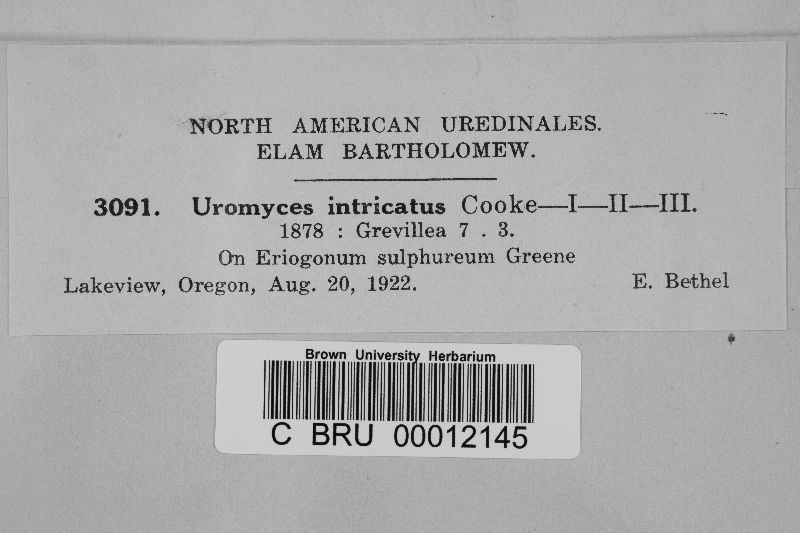 NORTH AMERICAN UREDINALES.
ELAM BARTHOLOMEW.
3091. Uromyces intricatus Cooke—I—II—III.
1878 : Grevillea 7 . 3.
On Eriogonum sulphureum Greene
Lakeview, Oregon, Aug. 20, 1922. E. Bethel
Brown University Herbarium
C BRU 00012145